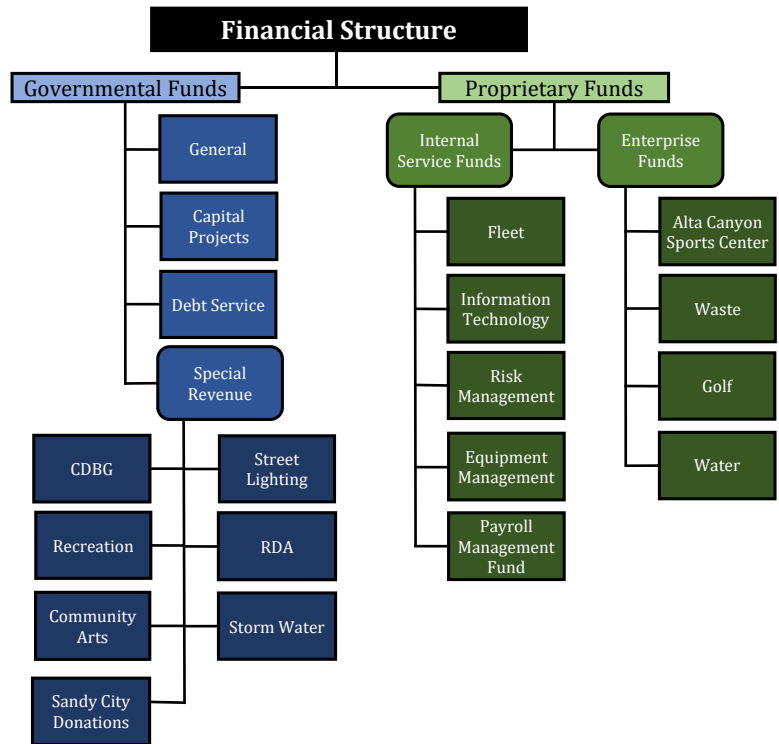 Financial Structure
Governmental Funds
Proprietary Funds
General
Capital
Projects
Debt Service
Special
Revenue
CDBG
Street
Lighting
Recreation
RDA
Community
Arts
Storm Water
Sandy City
Donations
Internal
Service Funds
Fleet
Information
Technology
Risk
Management
Equipment
Management
Payroll
Management
Fund
Enterprise
Funds
Alta Canyon
Sports Center
Waste
Golf
Water